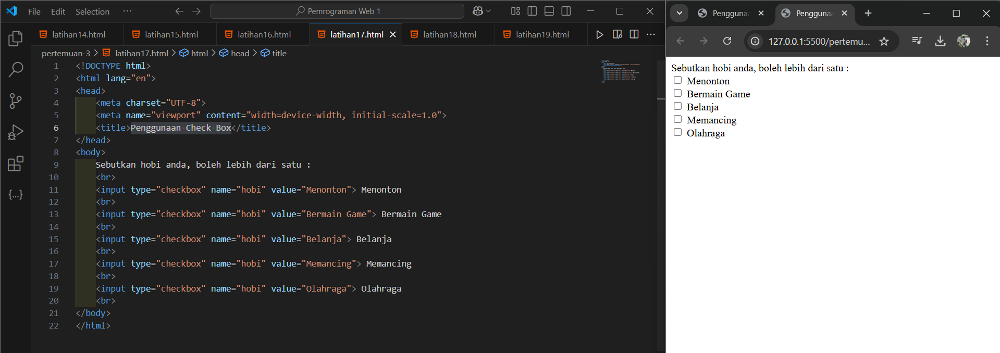 File Edit Selection ··· Pemrograman Web 1
latihan14.html latihan15.html latihan16.html latihan17.html latihan18.html latihan19.html
pertemuan-3 > latihan17.html > html > head > title
1 <!DOCTYPE html>
2 <html lang="en">
3 <head>
4 <meta charset="UTF-8">
5 <meta name="viewport" content="width=device-width, initial-scale=1.0">
6 <title>Penggunaan Check Box</title>
7 </head>
8 <body>
9 Sebutkan hobi anda, boleh lebih dari satu :
10 <br>
11 <input type="checkbox" name="hobi" value="Menonton"> Menonton
12 <br>
13 <input type="checkbox" name="hobi" value="Bermain Game"> Bermain Game
14 <br>
15 <input type="checkbox" name="hobi" value="Belanja"> Belanja
16 <br>
17 <input type="checkbox" name="hobi" value="Memancing"> Memancing
18 <br>
19 <input type="checkbox" name="hobi" value="Olahraga"> Olahraga
20 <br>
21 </body>
22 </html>
Penggunaa Penggunaa
127.0.0.1:5500/pertemu...
Sebutkan hobi anda, boleh lebih dari satu :
Menonton
Bermain Game
Belanja
Memancing
Olahraga